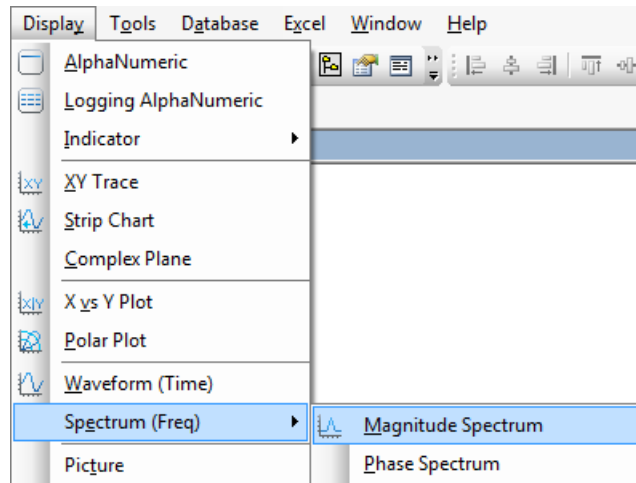 Display Tools Database Excel Window Help
AlphaNumeric
Logging AlphaNumeric
Indicator
XY Trace
Strip Chart
Complex Plane
X vs Y Plot
Polar Plot
Waveform (Time)
Spectrum (Freq)
Magnitude Spectrum
Picture
Phase Spectrum